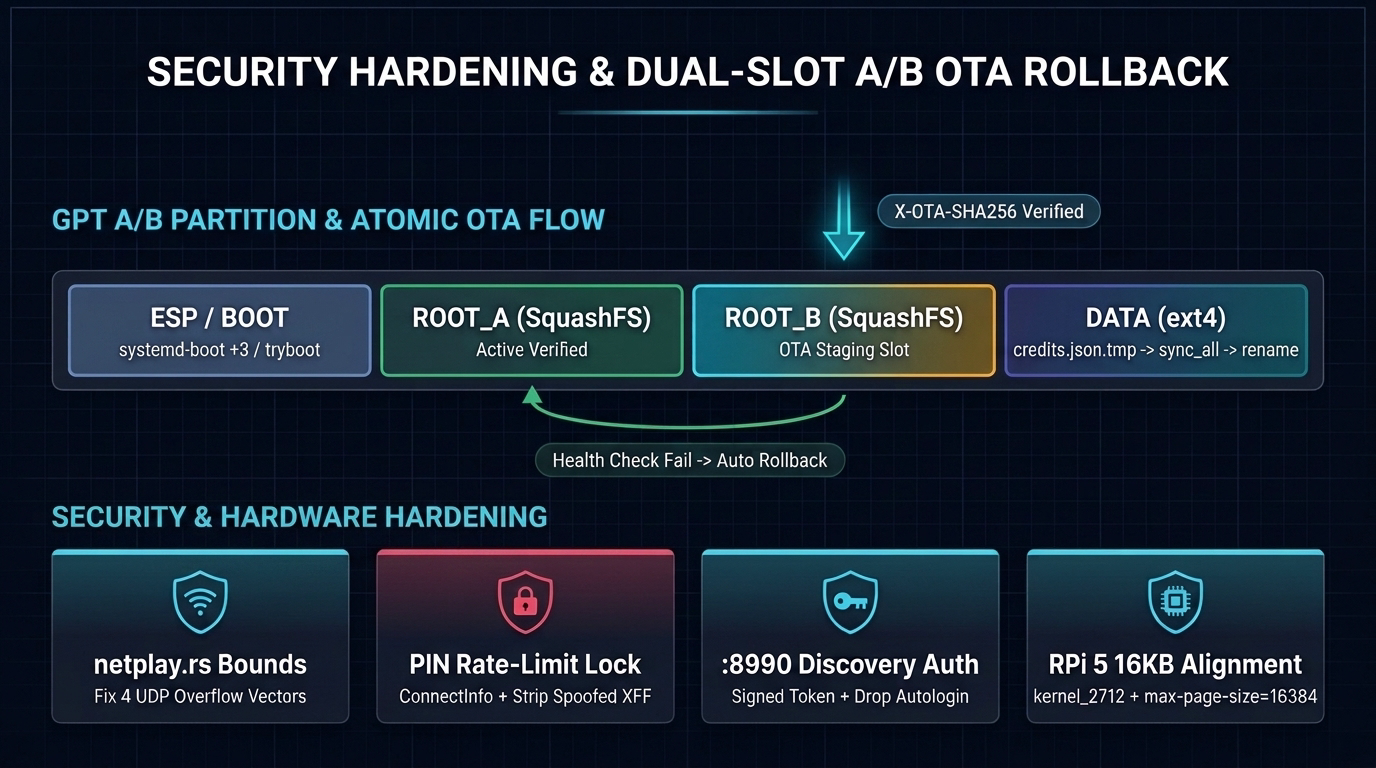 SECURITY HARDENING & DUAL-SLOT A/B OTA ROLLBACK
GPT A/B PARTITION & ATOMIC OTA FLOW
X-OTA-SHA256 Verified
ESP / BOOT
systemd-boot +3 / tryboot
ROOT_A (SquashFS)
Active Verified
ROOT_B (SquashFS)
OTA Staging Slot
DATA (ext4)
credits.json.tmp -> sync_all -> rename
Health Check Fail -> Auto Rollback
SECURITY & HARDWARE HARDENING
netplay.rs Bounds
Fix 4 UDP Overflow Vectors
PIN Rate-Limit Lock
ConnectInfo + Strip Spoofed XFF
:8990 Discovery Auth
Signed Token + Drop Autologin
RPi 5 16KB Alignment
kernel_2712 + max-page-size=16384